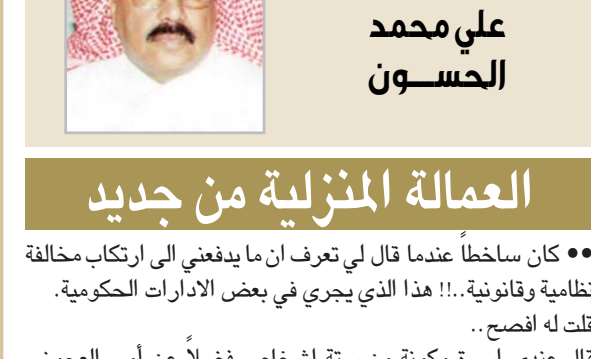 علي محمد
الحســـون
العمالة المنزلية من جديد
•• كان ساخطاً عندما قال لي تعرف ان ما يدفعني الى ارتكاب مخالفة
نظامية وقانونية..!! هذا الذي يجري في بعض الادارات الحكومية.
قلت له افصح..